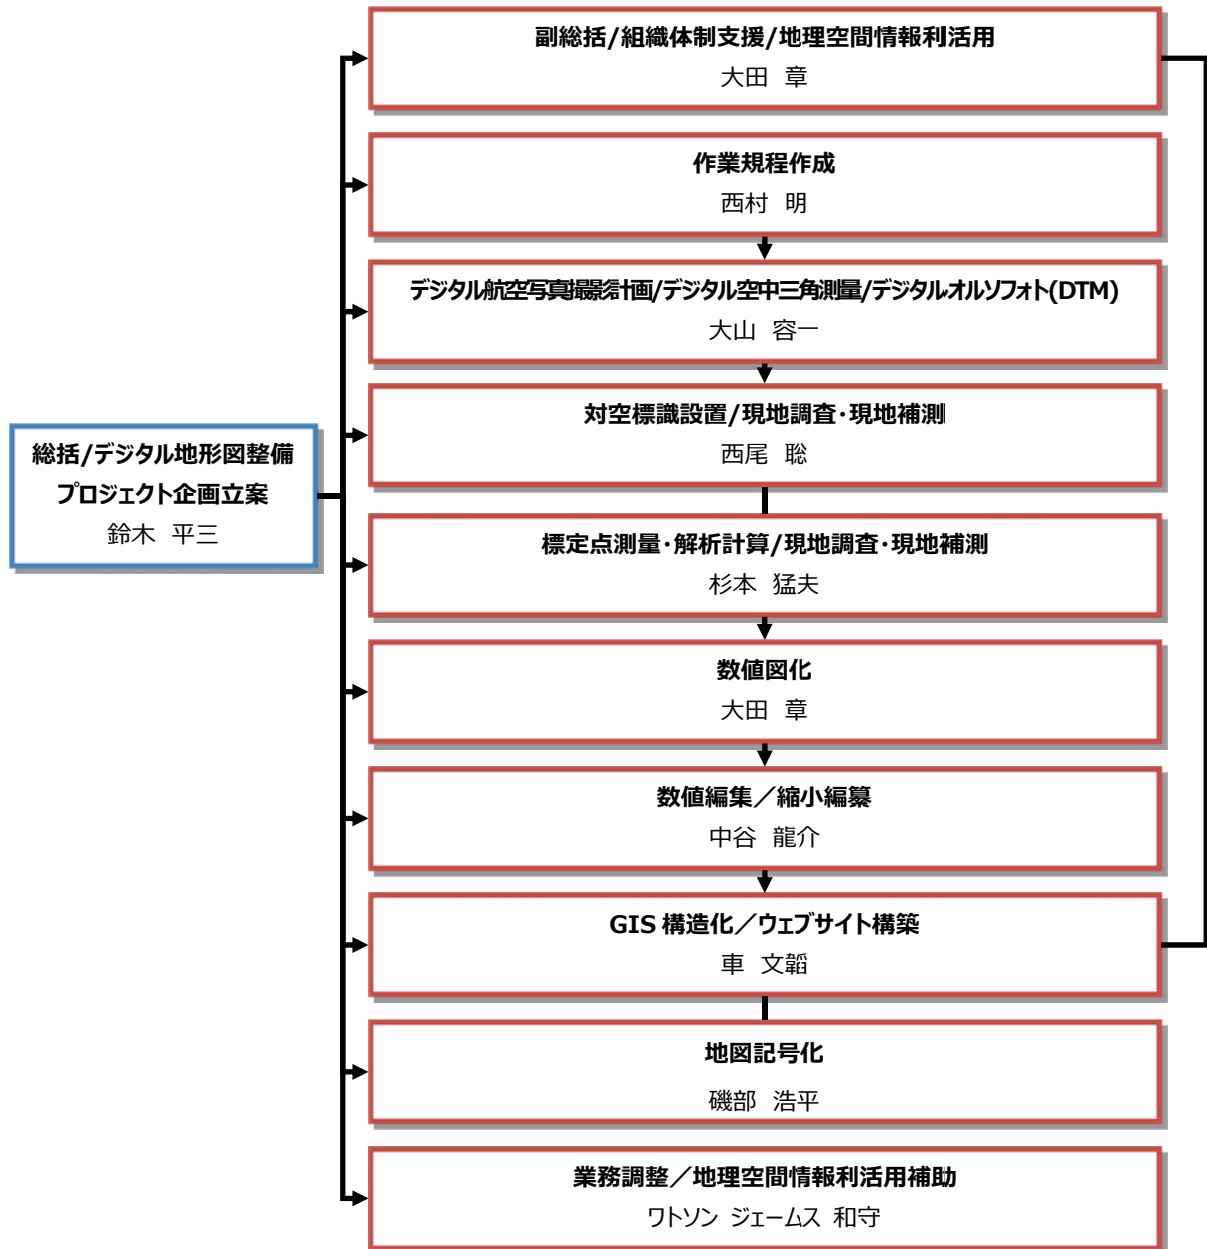 副総括/組織体制支援/地理空間情報利活用
大田 章
作業規程作成
西村 明
デジタル航空写真撮影計画/デジタル空中三角測量/デジタルオルソフォト(DTM)
大山 容一
対空標識設置/現地調査・現地補測
西尾 聡
総括/デジタル地形図整備
プロジェクト企画立案
鈴木 平三
標定点測量・解析計算/現地調査・現地補測
杉本 猛夫
数値図化
大田 章
数値編集／縮小編纂
中谷 龍介
GIS 構造化／ウェブサイト構築
車 文韜
地図記号化
磯部 浩平
業務調整／地理空間情報利活用補助
ワトソン ジェームス 和守